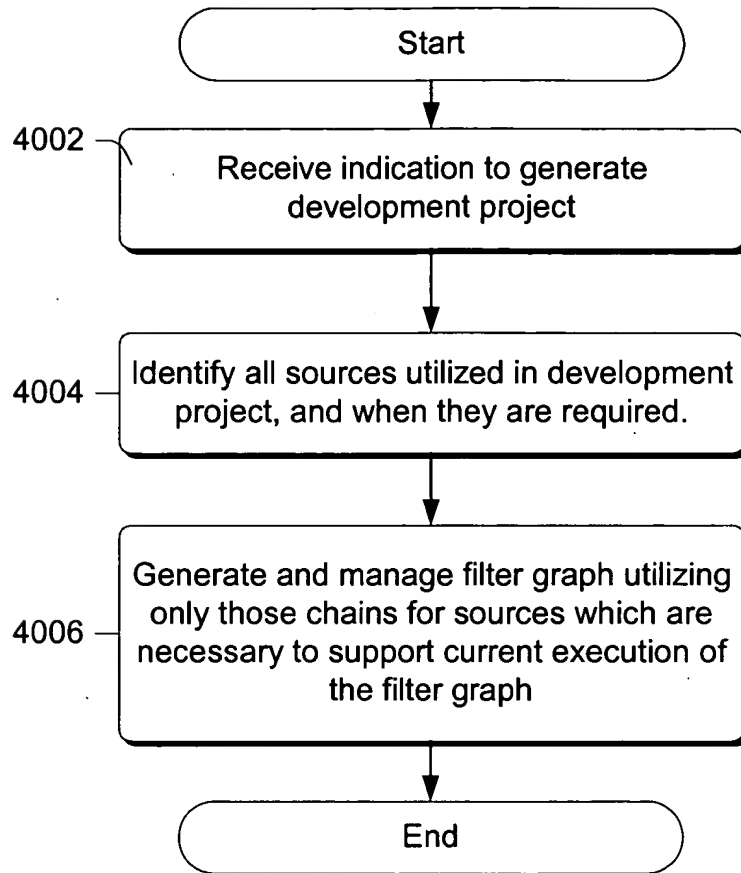 Start
4002
Receive indication to generate
development project
4004
Identify all sources utilized in development
project, and when they are required.
4006
Generate and manage filter graph utilizing
only those chains for sources which are
necessary to support current execution of
the filter graph
End